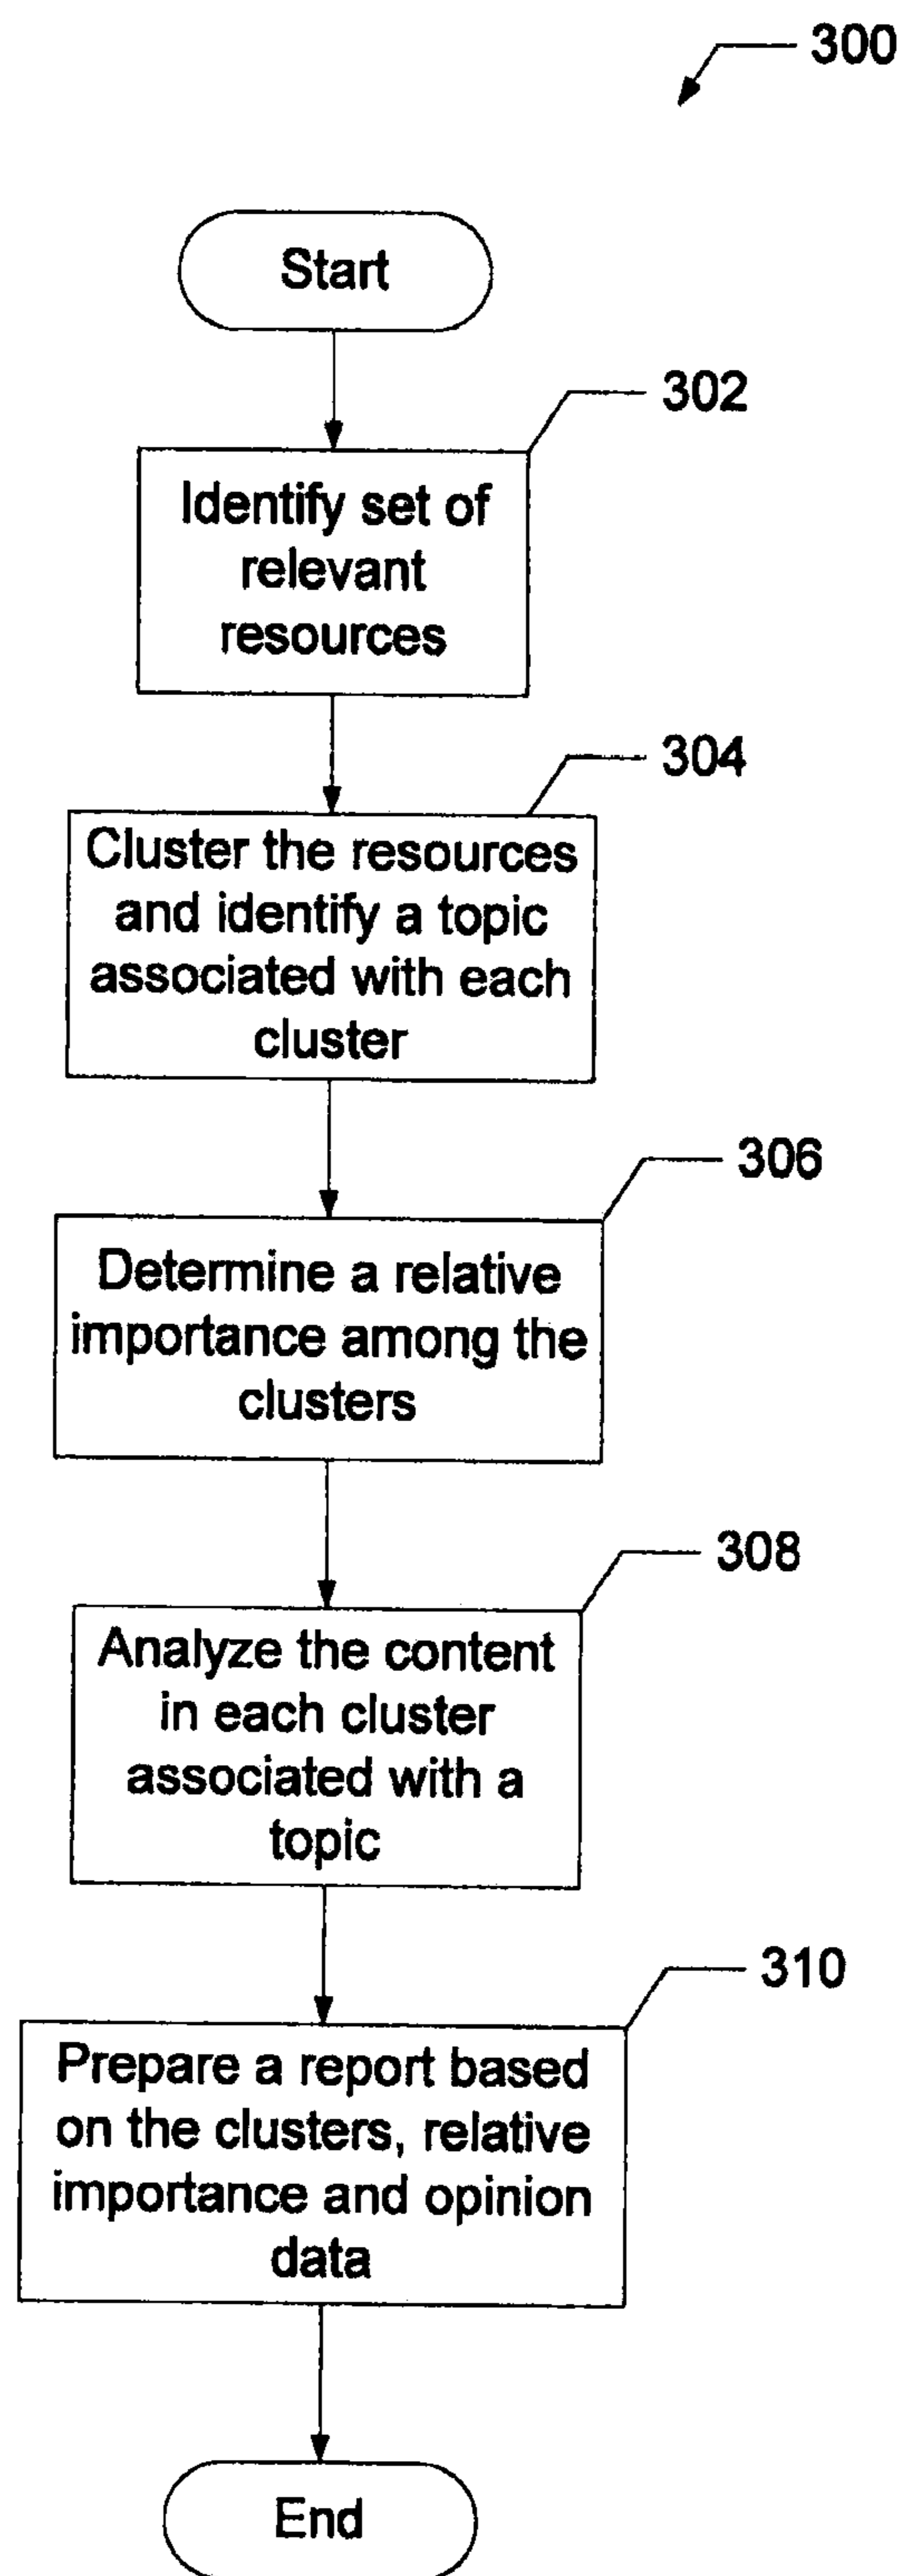 300
Start
302
Identify set of
relevant
resources
304
Cluster the resources
and identify a topic
associated with each
cluster
306
Determine a relative
importance among the
clusters
308
Analyze the content
in each cluster
associated with a
topic
310
Prepare a report based
on the clusters, relative
importance and opinion
data
End